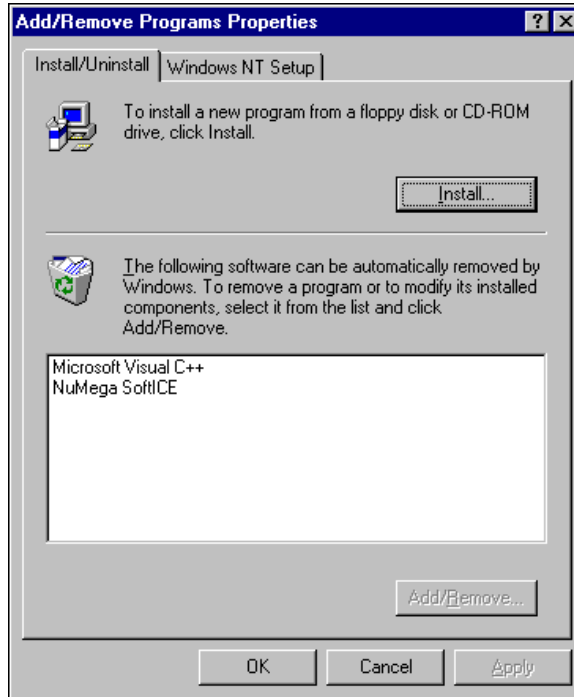 Add/Remove Programs Properties
Install/Uninstall
Windows NT Setup
To install a new program from a floppy disk or CD-ROM
drive, click Install.
Install...
The following software can be automatically removed by
Windows. To remove a program or to modify its installed
components, select it from the list and click
Add/Remove.
Microsoft Visual C++
NuMega SoftICE
Add/Remove...
OK
Cancel
Apply